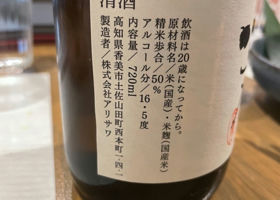 清酒
飲酒は20歳になってから。
原材料名／米(国産)・米麹(国産米)
精米歩合／50%
アルコール分／16・5度
容量／720ml
高知県香美市土佐山田町西本町一-四-一
製造者／株式会社アリサワ